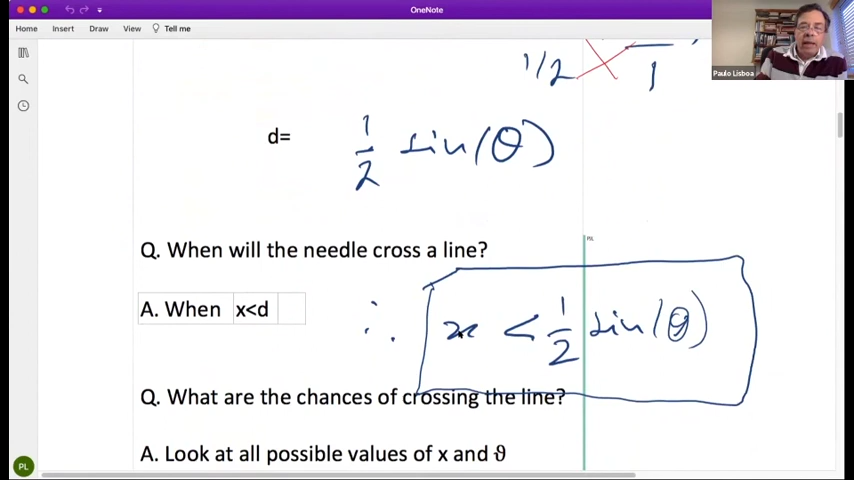 OneNote
Home Insert Draw View Tell me
Paulo Lisboa
1/2 1
d= 1/2 sin(θ)
PL
Q. When will the needle cross a line?
A. When x<d ∴ x < 1/2 sin(θ)
Q. What are the chances of crossing the line?
A. Look at all possible values of x and ϑ
PL